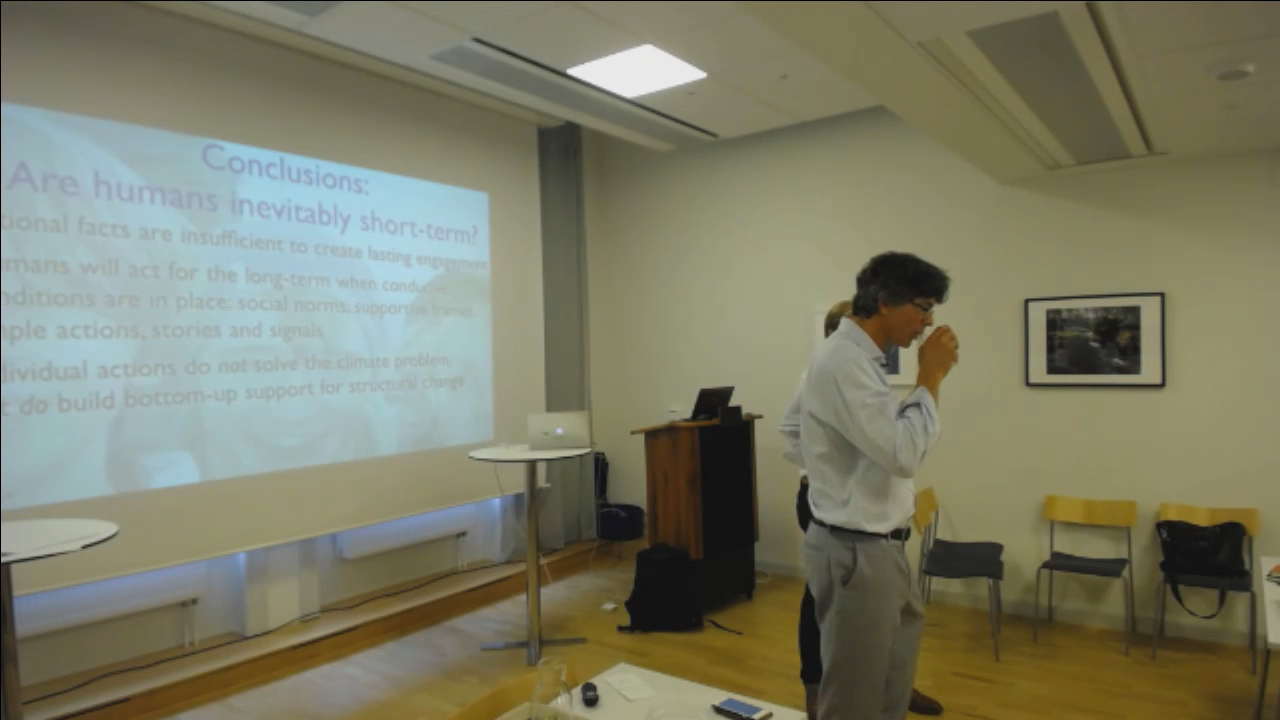 Conclusions:
Are humans inevitably short-term?
tional facts are insufficient to create lasting engagement
mans will act for the long-term when conducive
nditions are in place: social norms, supportive frames,
ple actions, stories and signals
dividual actions do not solve the climate problem,
t do build bottom-up support for structural change